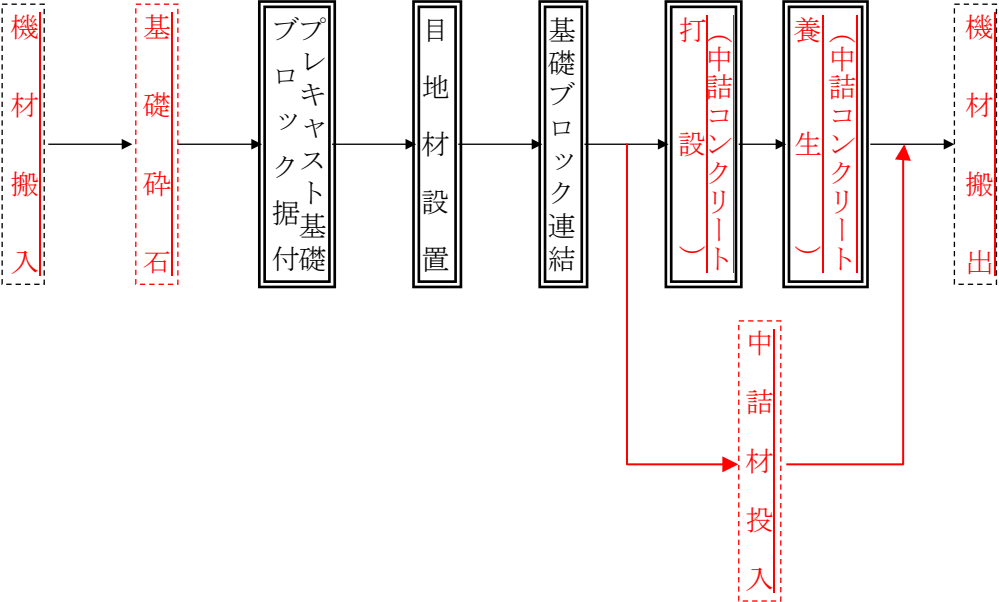 機材搬入
基礎砕石
プレキャスト基礎
ブロック据付
目地材設置
基礎ブロック連結
打設
(中詰コンクリート)
養生
(中詰コンクリート)
中詰材投入
機材搬出